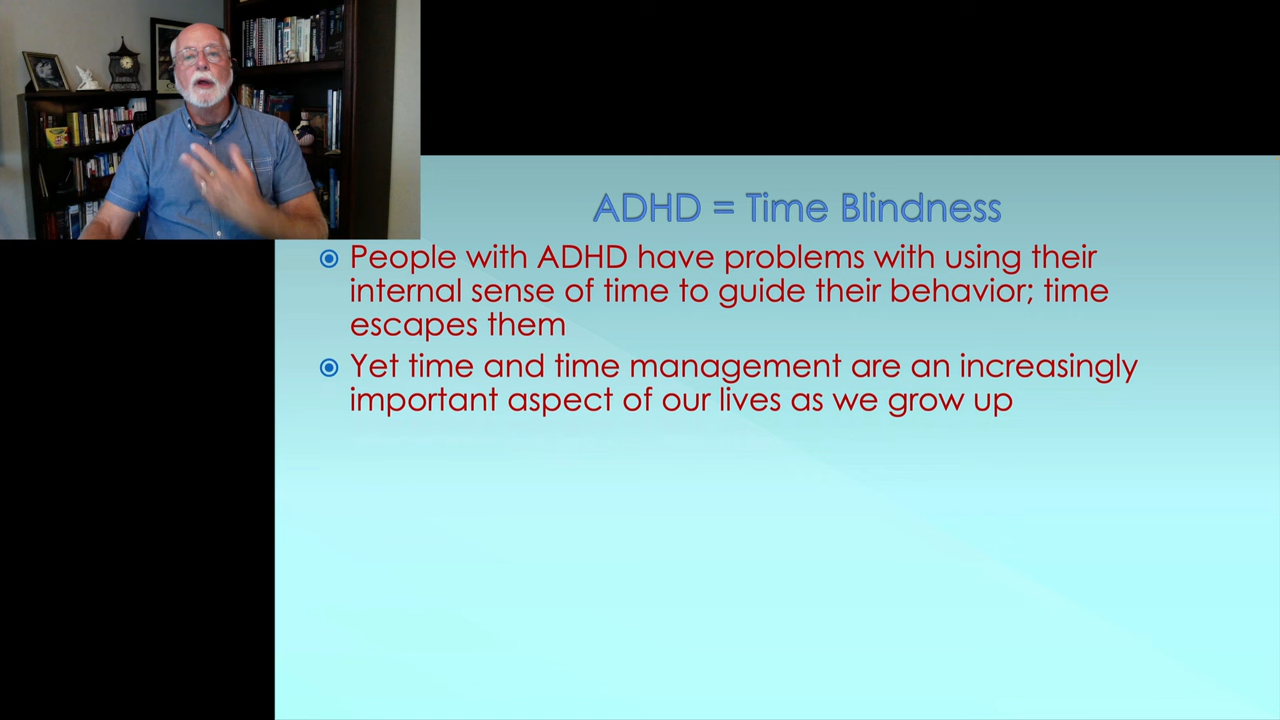 ADHD = Time Blindness
People with ADHD have problems with using their
internal sense of time to guide their behavior; time
escapes them
Yet time and time management are an increasingly
important aspect of our lives as we grow up